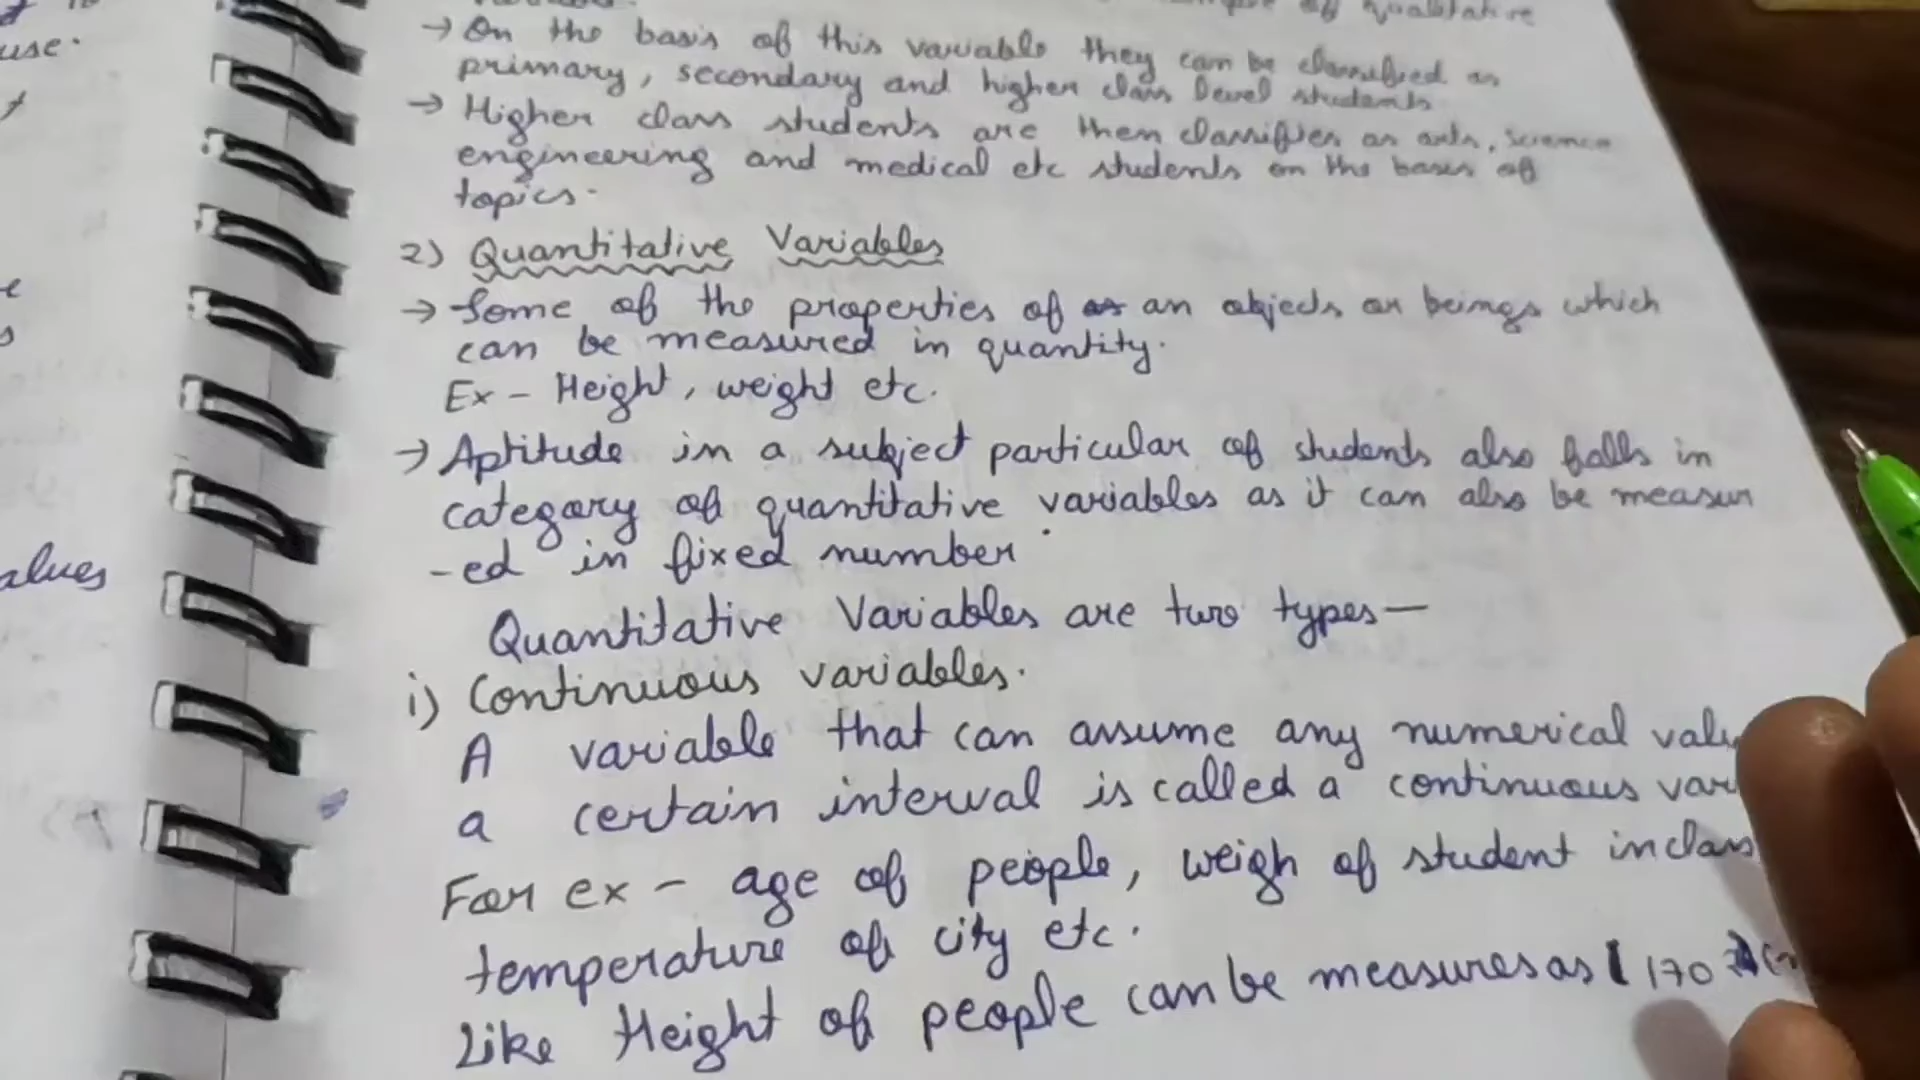 use.
qualitative
→ On the basis of this variable they can be classified as
primary, secondary and higher class level students
→ Higher class students are then classifies as arts, science
engineering and medical etc students on the bases of
topics.
2) Quantitative Variables
→ Some of the properties of an objects or beings which
can be measured in quantity.
Ex - Height, weight etc.
→ Aptitude in a subject particular of students also falls in
category of quantitative variables as it can also be measur
-ed in fixed number
Quantitative Variables are two types—
i) Continuous variables.
A variable that can assume any numerical valu
a certain interval is called a continuous var
For ex - age of people, weigh of student in class
temperature of city etc.
Like Height of people can be measures as 170
alues